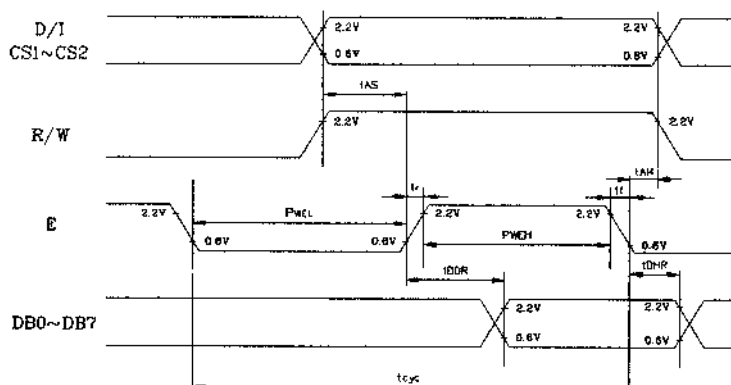 D/I
CS1~CS2
2.2V
0.6V
2.2V
0.8V
tAS
R/W
2.2V
2.2V
tAH
tr
tf
E
2.2V
PWEL
0.6V
0.6V
2.2V
PWEH
2.2V
0.6V
tDDR
tDHR
DB0~DB7
2.2V
0.6V
2.2V
0.6V
tcyc